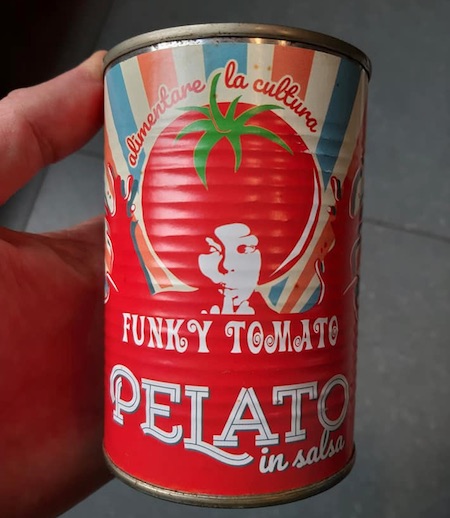 alimentare la cultura
FUNKY TOMATO
PELATO
in salsa